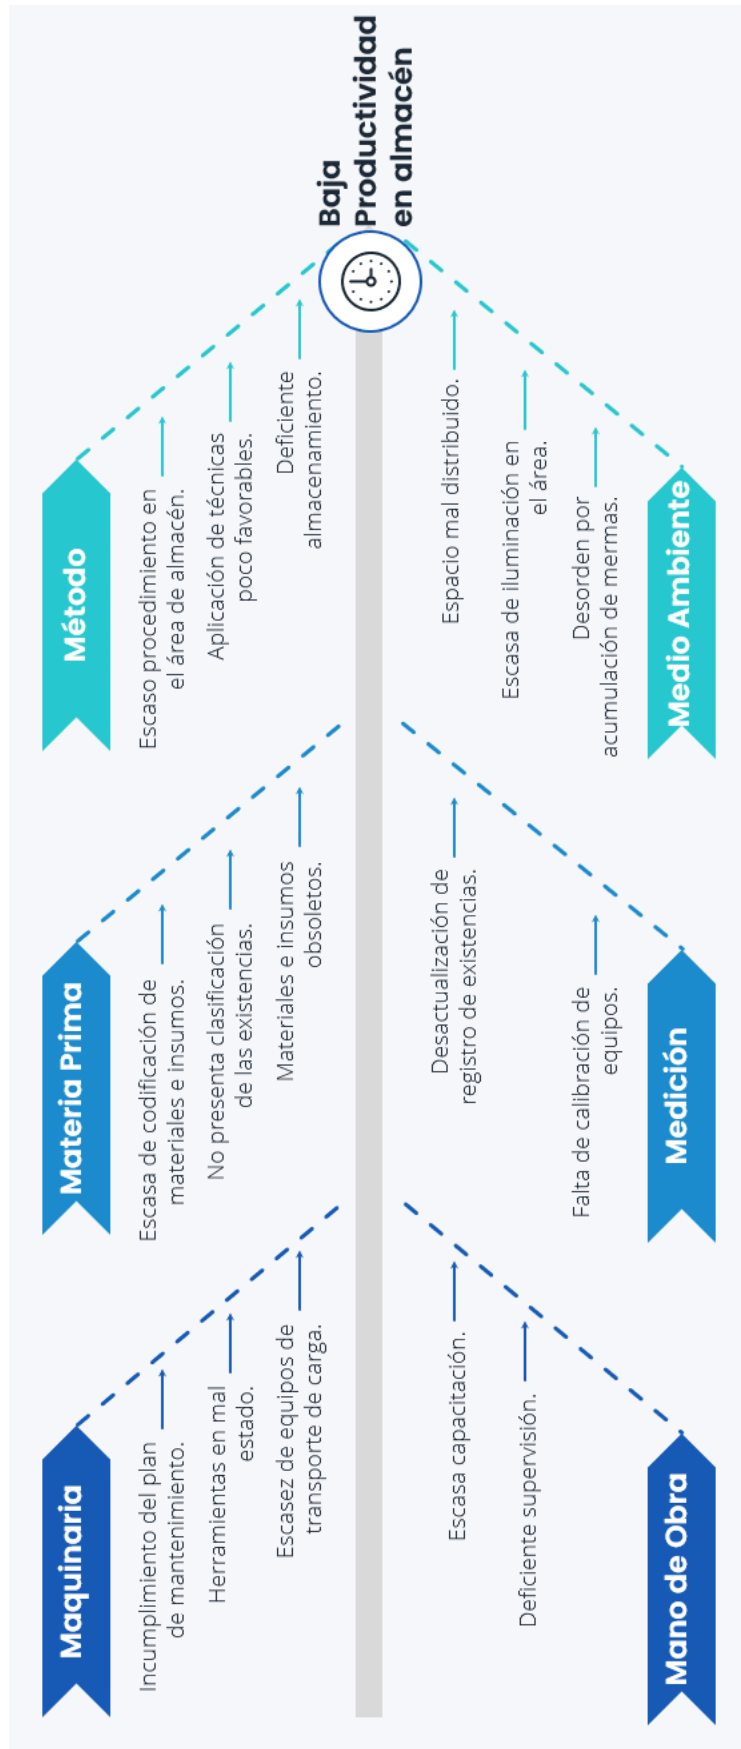 Maquinaria
Incumplimiento del plan
de mantenimiento.
Herramientas en mal
estado.
Escasez de equipos de
transporte de carga.
Materia Prima
Escasa de codificación de
materiales e insumos.
No presenta clasificación
de las existencias.
Materiales e insumos
obsoletos.
Método
Escaso procedimiento en
el área de almacén.
Aplicación de técnicas
poco favorables.
Deficiente
almacenamiento.
Baja
Productividad
en almacén
Escasa capacitación.
Deficiente supervisión.
Mano de Obra
Desactualización de
registro de existencias.
Falta de calibración de
equipos.
Medición
Espacio mal distribuido.
Escasa de iluminación en
el área.
Desorden por
acumulación de mermas.
Medio Ambiente